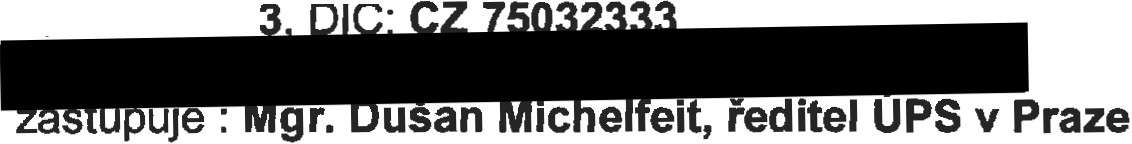 3, DIC: CZ 75032333
zastupuje : Mgr. Dušan Michelfeit, ředitel ÚPS v Praze